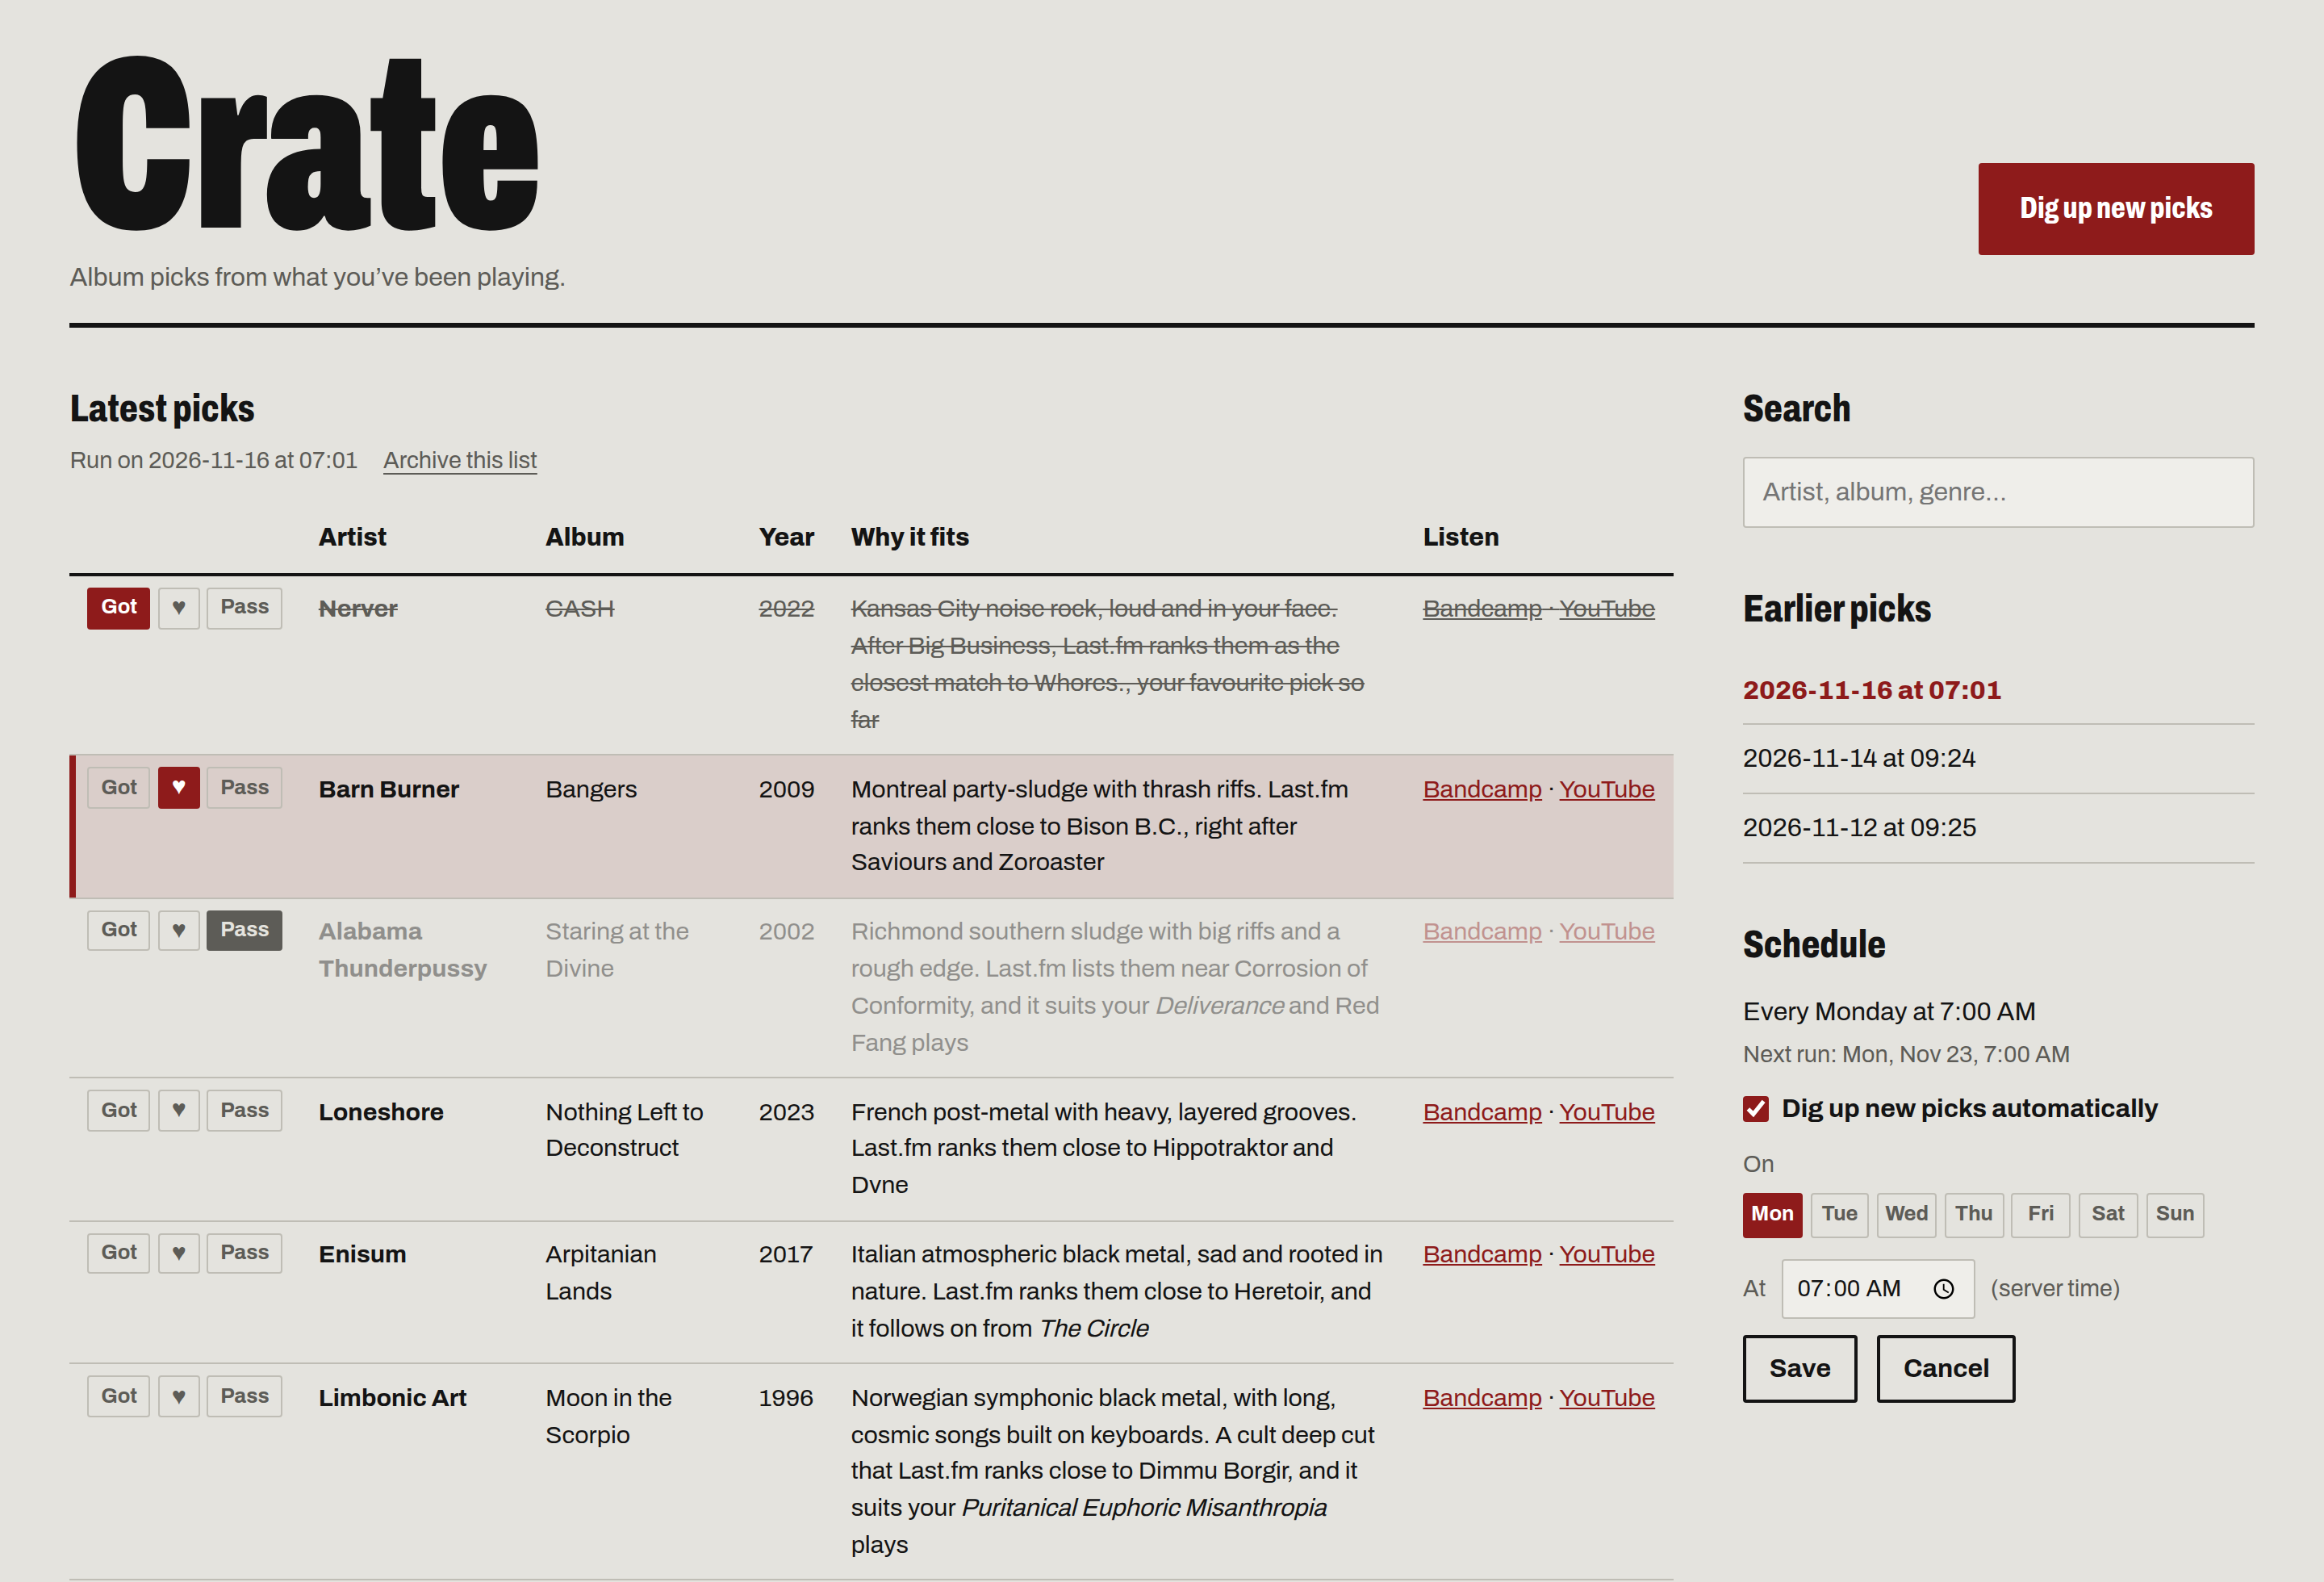 Crate
Album picks from what you’ve been playing.
Dig up new picks
Latest picks
Run on 2026-11-16 at 07:01 Archive this list
Artist Album Year Why it fits Listen
Got ♥ Pass Nerver CASH 2022 Kansas City noise rock, loud and in your face. Bandcamp · YouTube
After Big Business, Last.fm ranks them as the
closest match to Whores., your favourite pick so
far
Got ♥ Pass Barn Burner Bangers 2009 Montreal party-sludge with thrash riffs. Last.fm Bandcamp · YouTube
ranks them close to Bison B.C., right after
Saviours and Zoroaster
Got ♥ Pass Alabama Staring at the 2002 Richmond southern sludge with big riffs and a Bandcamp · YouTube
Thunderpussy Divine rough edge. Last.fm lists them near Corrosion of
Conformity, and it suits your Deliverance and Red
Fang plays
Got ♥ Pass Loneshore Nothing Left to 2023 French post-metal with heavy, layered grooves. Bandcamp · YouTube
Deconstruct Last.fm ranks them close to Hippotraktor and
Dvne
Got ♥ Pass Enisum Arpitanian 2017 Italian atmospheric black metal, sad and rooted in Bandcamp · YouTube
Lands nature. Last.fm ranks them close to Heretoir, and
it follows on from The Circle
Got ♥ Pass Limbonic Art Moon in the 1996 Norwegian symphonic black metal, with long, Bandcamp · YouTube
Scorpio cosmic songs built on keyboards. A cult deep cut
that Last.fm ranks close to Dimmu Borgir, and it
suits your Puritanical Euphoric Misanthropia
plays
Search
Artist, album, genre...
Earlier picks
2026-11-16 at 07:01
2026-11-14 at 09:24
2026-11-12 at 09:25
Schedule
Every Monday at 7:00 AM
Next run: Mon, Nov 23, 7:00 AM
Dig up new picks automatically
On
Mon Tue Wed Thu Fri Sat Sun
At 07:00 AM (server time)
Save Cancel